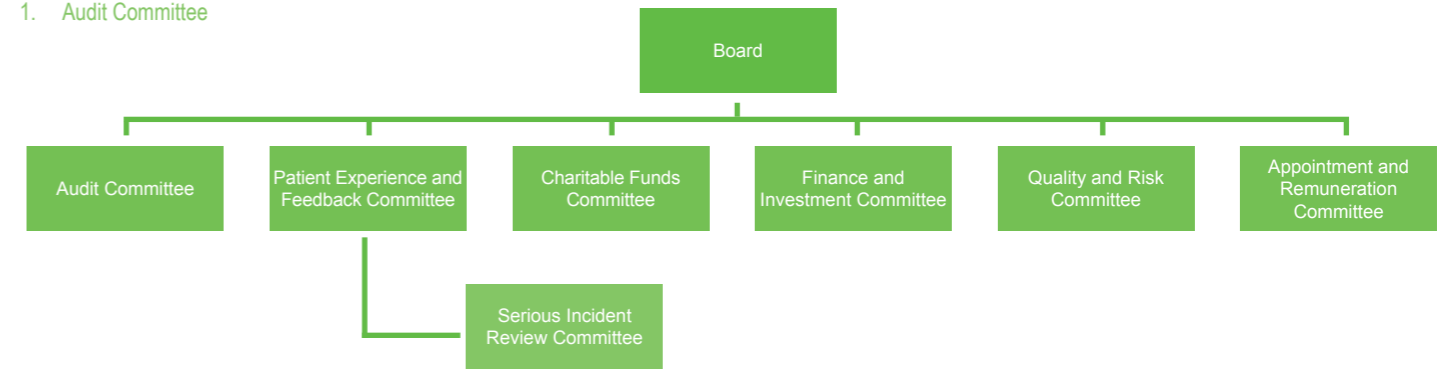 1. Audit Committee
Board
Audit Committee
Patient Experience and
Feedback Committee
Charitable Funds
Committee
Finance and
Investment Committee
Quality and Risk
Committee
Appointment and
Remuneration
Committee
Serious Incident
Review Committee